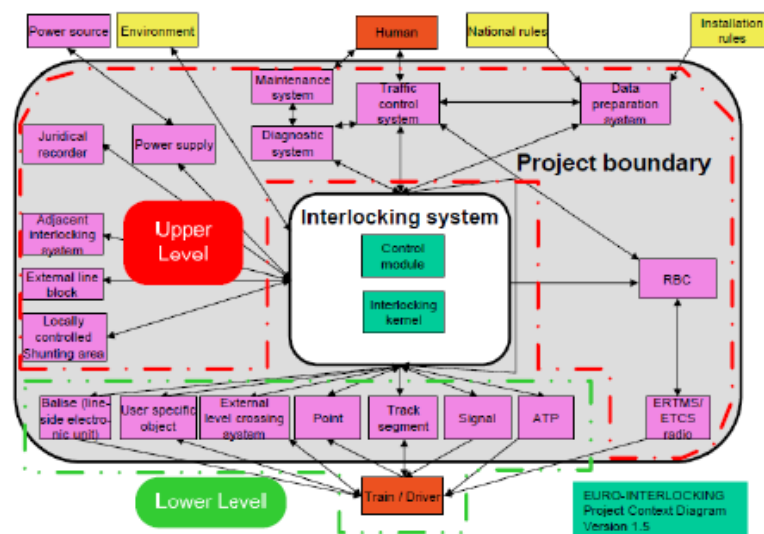 Power source
Environment
Human
National rules
Installation
rules
Maintenance
system
Traffic
control
system
Data
preparation
system
Juridical
recorder
Power supply
Diagnostic
system
Project boundary
Upper
Level
Interlocking system
Adjacent
interlocking
system
Control
module
External line
block
Interlocking
kernel
RBC
Locally
controlled
Shunting area
Balise (line-
side electro-
nic unit)
User specific
object
External
level crossing
system
Point
Track
segment
Signal
ATP
ERTMS/
ETCS
radio
Lower Level
Train / Driver
EURO-INTERLOCKING
Project Context Diagram
Version 1.5